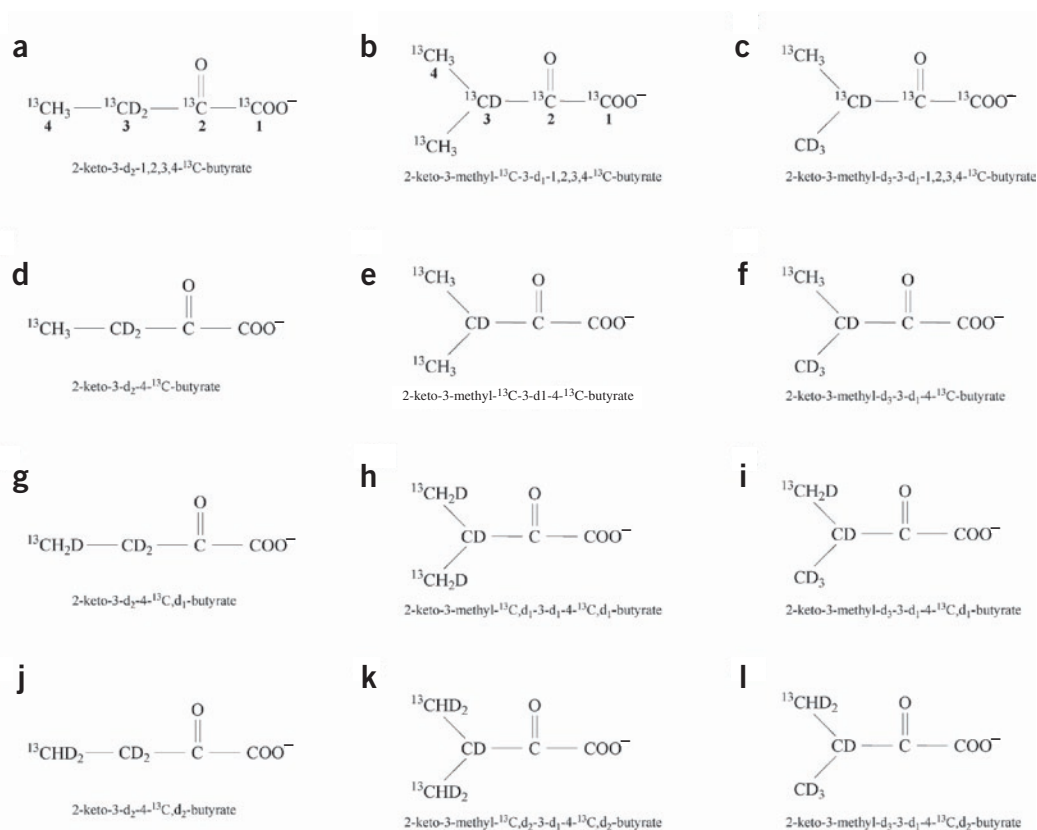 a
O
¹³CH₃ — ¹³CD₂ — ¹³C — ¹³COO⁻
4 3 2 1
2-keto-3-d₂-1,2,3,4-¹³C-butyrate
b
¹³CH₃ O
4
¹³CD — ¹³C — ¹³COO⁻
3 2 1
¹³CH₃
2-keto-3-methyl-¹³C-3-d₁-1,2,3,4-¹³C-butyrate
c
¹³CH₃ O
¹³CD — ¹³C — ¹³COO⁻
CD₃
2-keto-3-methyl-d₃-3-d₁-1,2,3,4-¹³C-butyrate
d
O
¹³CH₃ — CD₂ — C — COO⁻
2-keto-3-d₂-4-¹³C-butyrate
e
¹³CH₃ O
CD — C — COO⁻
¹³CH₃
2-keto-3-methyl-¹³C-3-d1-4-¹³C-butyrate
f
¹³CH₃ O
CD — C — COO⁻
CD₃
2-keto-3-methyl-d₃-3-d₁-4-¹³C-butyrate
g
O
¹³CH₂D — CD₂ — C — COO⁻
2-keto-3-d₂-4-¹³C,d₁-butyrate
h
¹³CH₂D O
CD — C — COO⁻
¹³CH₂D
2-keto-3-methyl-¹³C,d₁-3-d₁-4-¹³C,d₁-butyrate
i
¹³CH₂D O
CD — C — COO⁻
CD₃
2-keto-3-methyl-d₃-3-d₁-4-¹³C,d₁-butyrate
j
O
¹³CHD₂ — CD₂ — C — COO⁻
2-keto-3-d₂-4-¹³C,d₂-butyrate
k
¹³CHD₂ O
CD — C — COO⁻
¹³CHD₂
2-keto-3-methyl-¹³C,d₂-3-d₁-4-¹³C,d₂-butyrate
l
¹³CHD₂ O
CD — C — COO⁻
CD₃
2-keto-3-methyl-d₃-3-d₁-4-¹³C,d₂-butyrate